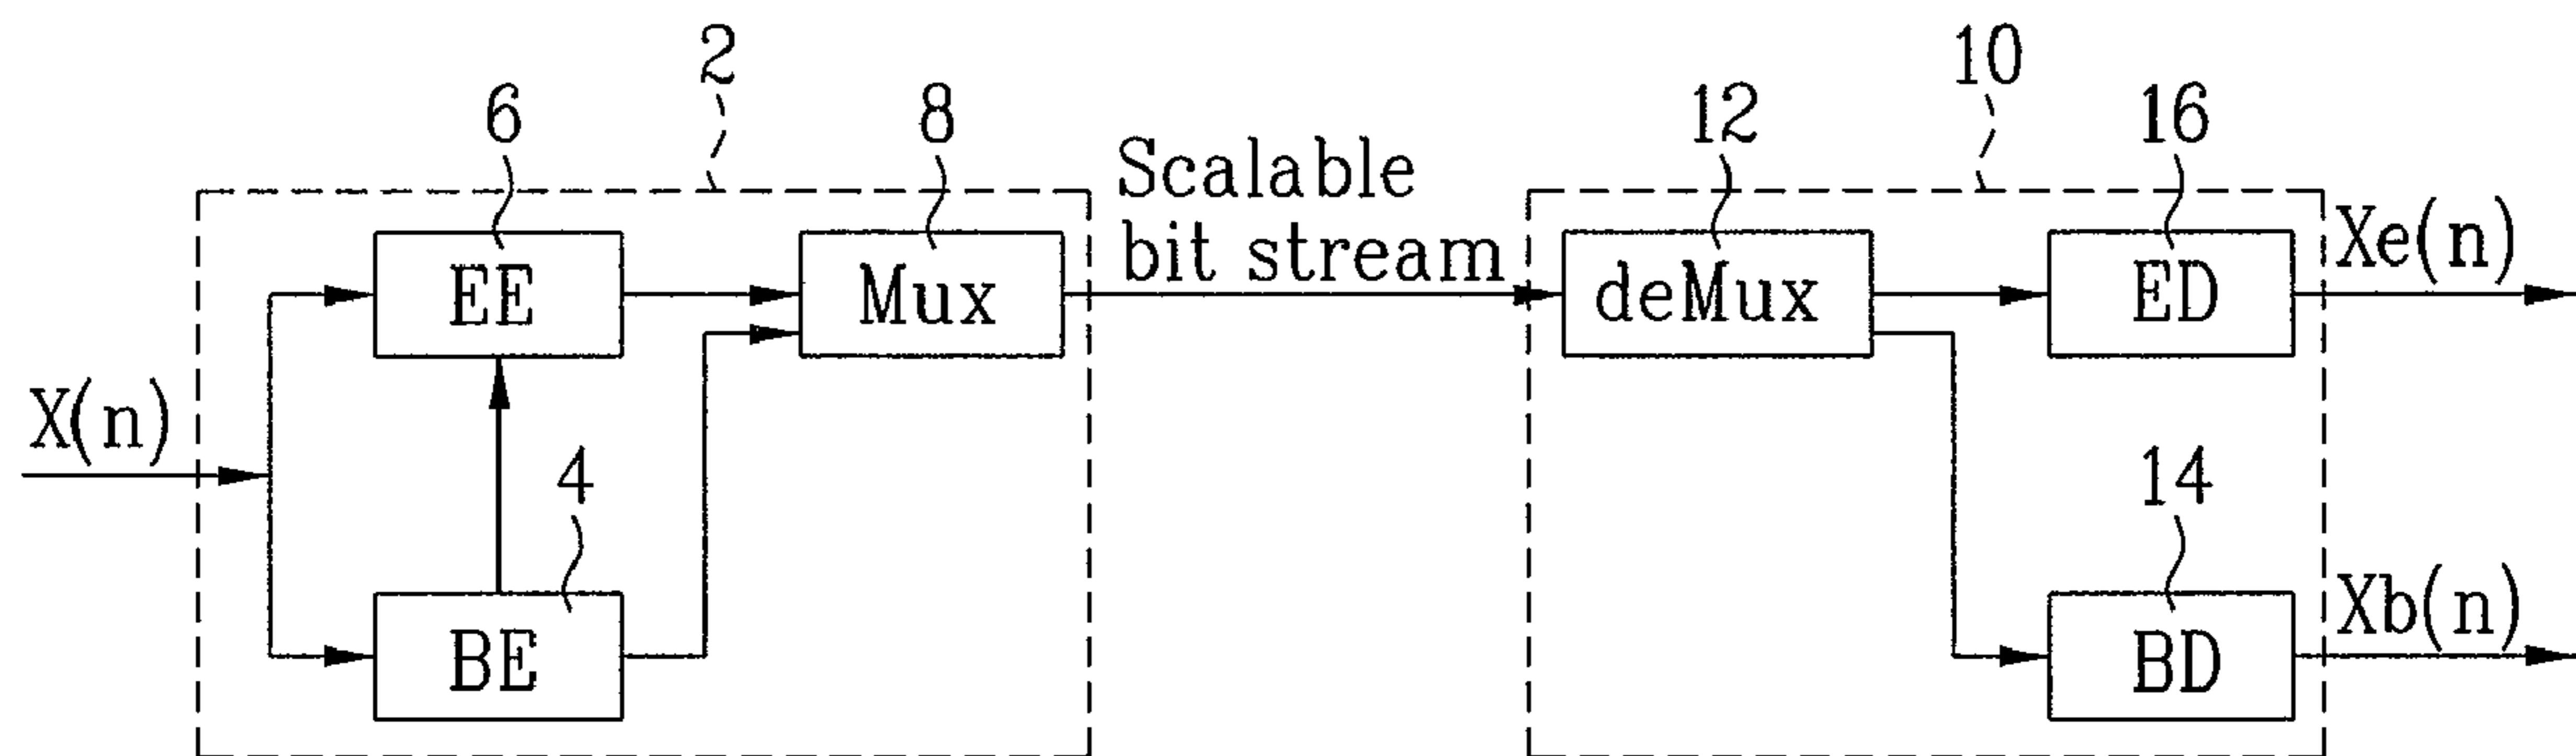 2
10
6
8
12
16
Scalable
bit stream
EE
Mux
deMux
ED
Xe(n)
X(n)
4
14
BE
BD
Xb(n)